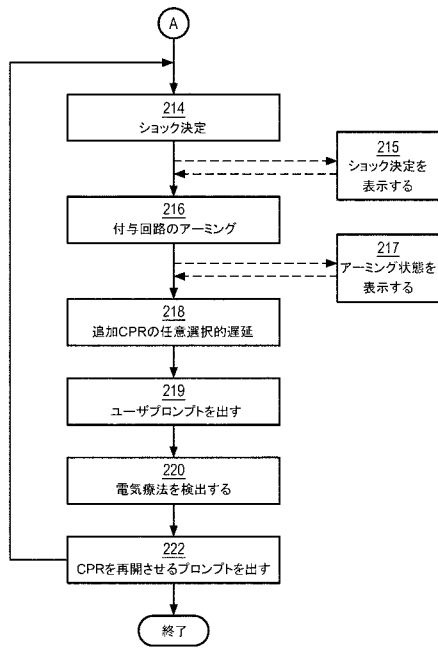 A
214
ショック決定
215
ショック決定を
表示する
216
付与回路のアーミング
217
アーミング状態を
表示する
218
追加CPRの任意選択的遅延
219
ユーザプロンプトを出す
220
電気療法を検出する
222
CPRを再開させるプロンプトを出す
終了